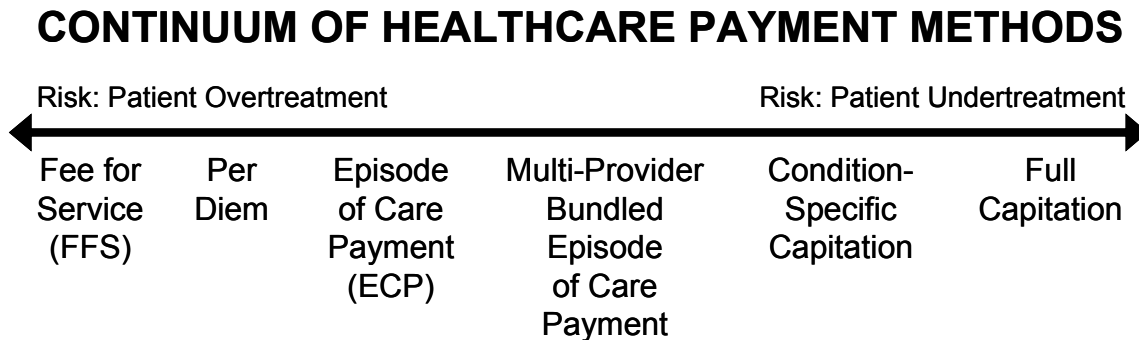 CONTINUUM OF HEALTHCARE PAYMENT METHODS
Risk: Patient Overtreatment
Risk: Patient Undertreatment
Fee for
Service
(FFS)
Per
Diem
Episode
of Care
Payment
(ECP)
Multi-Provider
Bundled
Episode
of Care
Payment
Condition-
Specific
Capitation
Full
Capitation